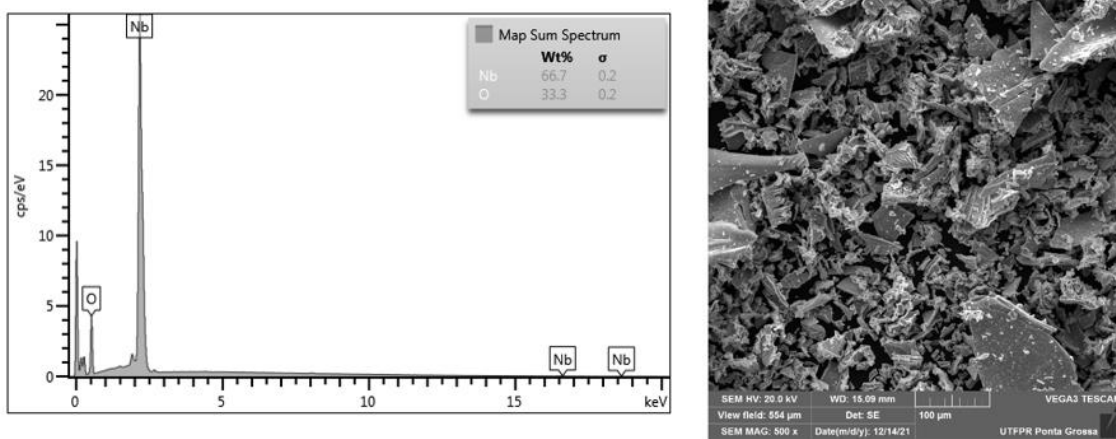 Nb
Map Sum Spectrum
Wt% σ
Nb 66.7 0.2
O 33.3 0.2
20
15
cps/eV
10
5
O
0
Nb Nb
0 5 10 15 keV
SEM HV: 20.0 kV WD: 15.09 mm VEGA3 TESCAN
View field: 554 µm Det: SE 100 µm
SEM MAG: 500 x Date(m/d/y): 12/14/21 UTFPR Ponta Grossa